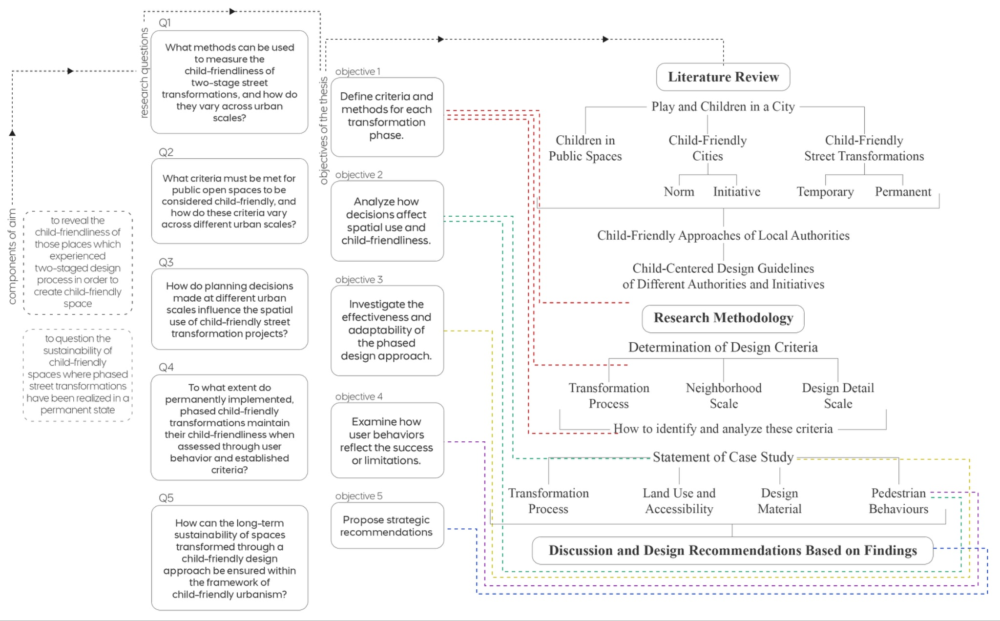 components of aim
to reveal the
child-friendliness of
those places which
experienced
two-staged design
process in order to
create child-friendly
space
to question the
sustainability of
child-friendly
spaces where phased
street transformations
have been realized in a
permanent state
research questions
Q1
What methods can be used
to measure the
child-friendliness of
two-stage street
transformations, and how do
they vary across urban
scales?
Q2
What criteria must be met for
public open spaces to be
considered child-friendly, and
how do these criteria vary
across different urban scales?
Q3
How do planning decisions
made at different urban
scales influence the spatial
use of child-friendly street
transformation projects?
Q4
To what extent do
permanently implemented,
phased child-friendly
transformations maintain
their child-friendliness when
assessed through user
behavior and established
criteria?
Q5
How can the long-term
sustainability of spaces
transformed through a
child-friendly design
approach be ensured within
the framework of
child-friendly urbanism?
objectives of the thesis
objective 1
Define criteria and
methods for each
transformation
phase.
objective 2
Analyze how
decisions affect
spatial use and
child-friendliness.
objective 3
Investigate the
effectiveness and
adaptability of
the phased
design approach.
objective 4
Examine how
user behaviors
reflect the success
or limitations.
objective 5
Propose strategic
recommendations
Literature Review
Play and Children in a City
Children in
Public Spaces
Child-Friendly
Cities
Child-Friendly
Street Transformations
Norm
Initiative
Temporary
Permanent
Child-Friendly Approaches of Local Authorities
Child-Centered Design Guidelines
of Different Authorities and Initiatives
Research Methodology
Determination of Design Criteria
Transformation
Process
Neighborhood
Scale
Design Detail
Scale
How to identify and analyze these criteria
Statement of Case Study
Transformation
Process
Land Use and
Accessibility
Design
Material
Pedestrian
Behaviours
Discussion and Design Recommendations Based on Findings